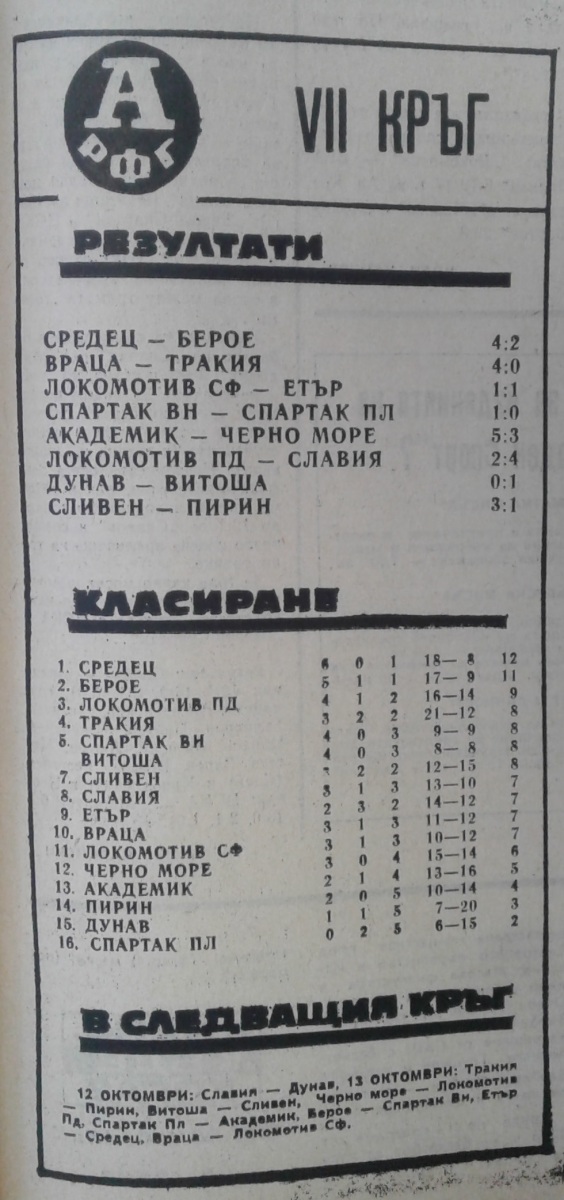 А
РФБ
VII КРЪГ
РЕЗУЛТАТИ
СРЕДЕЦ — БЕРОЕ 4:2
ВРАЦА — ТРАКИЯ 4:0
ЛОКОМОТИВ СФ — ЕТЪР 1:1
СПАРТАК ВН — СПАРТАК ПЛ 1:0
АКАДЕМИК — ЧЕРНО МОРЕ 5:3
ЛОКОМОТИВ ПД — СЛАВИЯ 2:4
ДУНАВ — ВИТОША 0:1
СЛИВЕН — ПИРИН 3:1
КЛАСИРАНЕ
1. СРЕДЕЦ 6 0 1 18— 8 12
2. БЕРОЕ 5 1 1 17— 9 11
3. ЛОКОМОТИВ ПД 4 1 2 16—14 9
4. ТРАКИЯ 3 2 2 21—12 8
5 СПАРТАК ВН 4 0 3 9— 9 8
ВИТОША 4 0 3 8— 8 8
7. СЛИВЕН 2 2 12—15 8
8. СЛАВИЯ 3 1 3 13—10 7
9. ЕТЪР 2 3 2 14—12 7
10. ВРАЦА 3 1 3 11—12 7
11. ЛОКОМОТИВ СФ 3 1 3 10—12 7
12. ЧЕРНО МОРЕ 3 0 4 15—14 6
13. АКАДЕМИК 2 1 4 13—16 5
14. ПИРИН 2 0 5 10—14 4
15. ДУНАВ 1 1 5 7—20 3
16. СПАРТАК ПЛ 0 2 5 6—15 2
В СЛЕДВАЩИЯ КРЪГ
12 ОКТОМВРИ: Славия — Дунав, 13 ОКТОМВРИ: Тракия
— Пирин, Витоша — Сливен, Черно море — Локомотив
Пд, Спартак Пл — Академик, Берое — Спартак Вн, Етър
— Средец, Враца — Локомотив Сф.